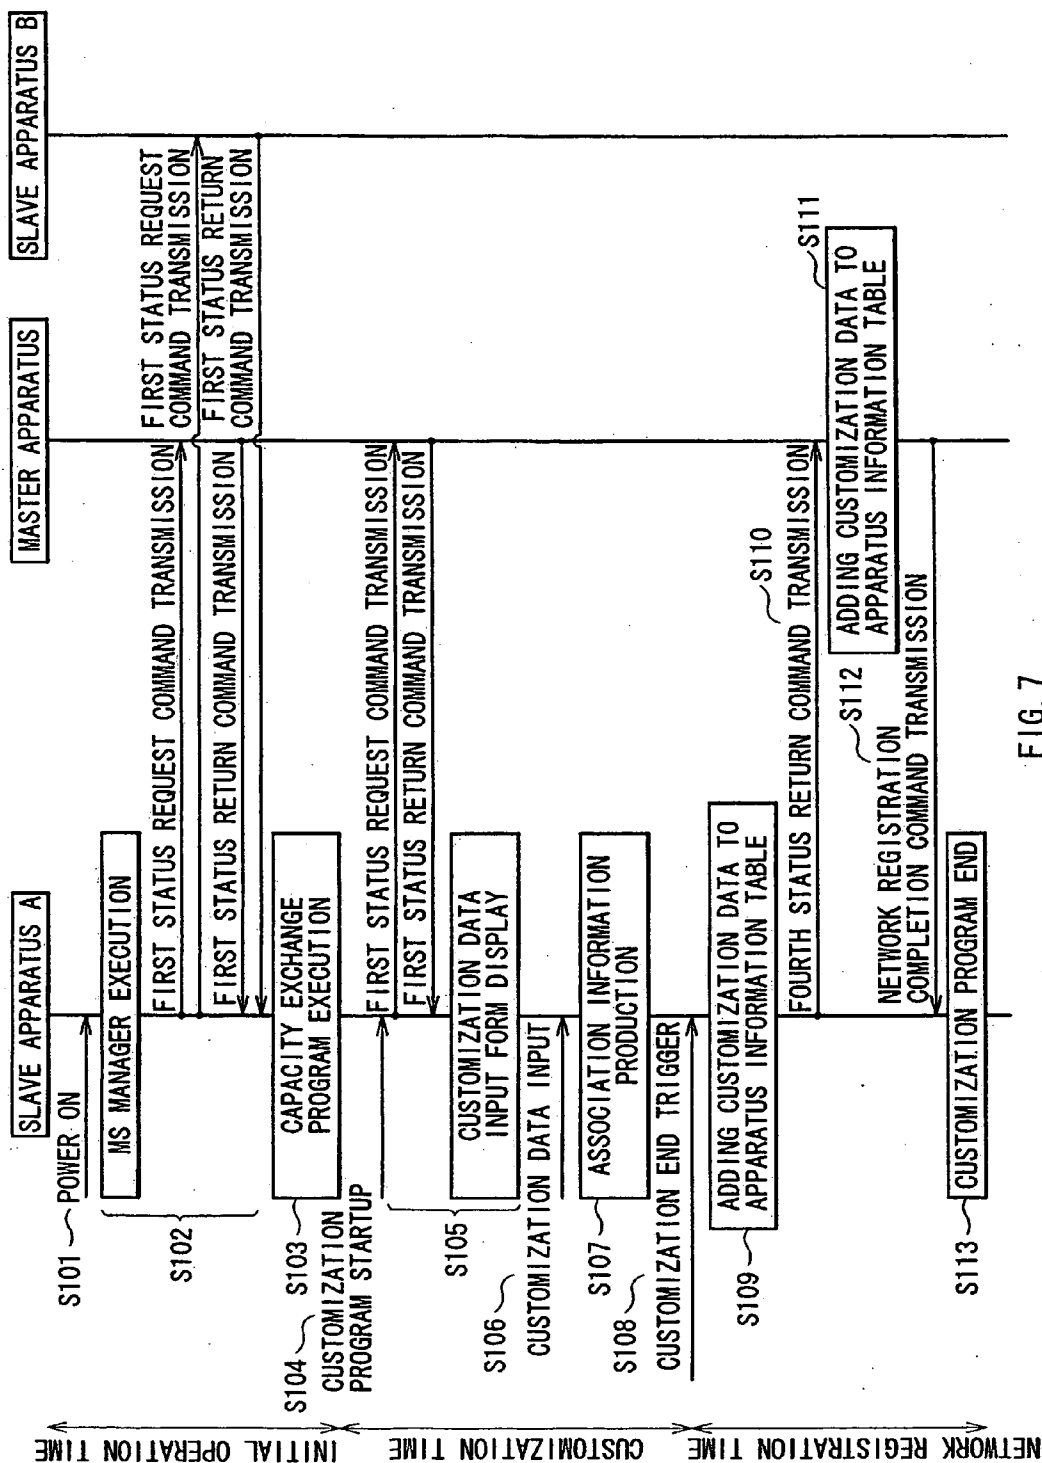 SLAVE APPARATUS A
MASTER APPARATUS
SLAVE APPARATUS B
S101
POWER ON
MS MANAGER EXECUTION
S102
FIRST STATUS REQUEST COMMAND TRANSMISSION
FIRST STATUS REQUEST
COMMAND TRANSMISSION
FIRST STATUS RETURN COMMAND TRANSMISSION
FIRST STATUS RETURN
COMMAND TRANSMISSION
S103
CAPACITY EXCHANGE
PROGRAM EXECUTION
S104
CUSTOMIZATION
PROGRAM STARTUP
FIRST STATUS REQUEST COMMAND TRANSMISSION
FIRST STATUS RETURN COMMAND TRANSMISSION
S105
CUSTOMIZATION DATA
INPUT FORM DISPLAY
S106
CUSTOMIZATION DATA INPUT
S107
ASSOCIATION INFORMATION
PRODUCTION
S108
CUSTOMIZATION END TRIGGER
S109
ADDING CUSTOMIZATION DATA TO
APPARATUS INFORMATION TABLE
S110
FOURTH STATUS RETURN COMMAND TRANSMISSION
S111
ADDING CUSTOMIZATION DATA TO
APPARATUS INFORMATION TABLE
S112
NETWORK REGISTRATION
COMPLETION COMMAND TRANSMISSION
S113
CUSTOMIZATION PROGRAM END
INITIAL OPERATION TIME
CUSTOMIZATION TIME
NETWORK REGISTRATION TIME
FIG. 7